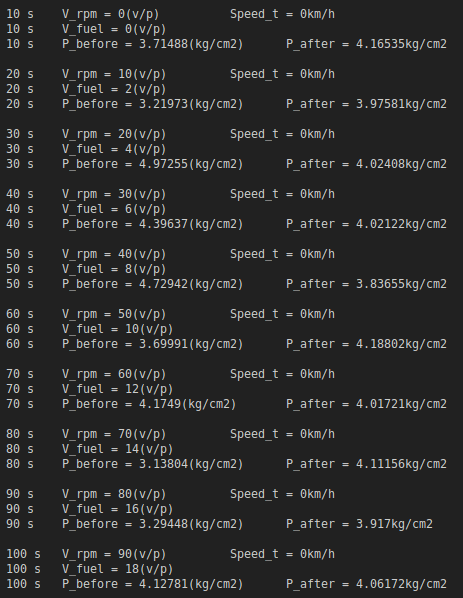 10 s    V_rpm = 0(v/p)         Speed_t = 0km/h
10 s    V_fuel = 0(v/p)
10 s    P_before = 3.71488(kg/cm2)      P_after = 4.16535kg/cm2
20 s    V_rpm = 10(v/p)         Speed_t = 0km/h
20 s    V_fuel = 2(v/p)
20 s    P_before = 3.21973(kg/cm2)      P_after = 3.97581kg/cm2
30 s    V_rpm = 20(v/p)         Speed_t = 0km/h
30 s    V_fuel = 4(v/p)
30 s    P_before = 4.97255(kg/cm2)      P_after = 4.02408kg/cm2
40 s    V_rpm = 30(v/p)         Speed_t = 0km/h
40 s    V_fuel = 6(v/p)
40 s    P_before = 4.39637(kg/cm2)      P_after = 4.02122kg/cm2
50 s    V_rpm = 40(v/p)         Speed_t = 0km/h
50 s    V_fuel = 8(v/p)
50 s    P_before = 4.72942(kg/cm2)      P_after = 3.83655kg/cm2
60 s    V_rpm = 50(v/p)         Speed_t = 0km/h
60 s    V_fuel = 10(v/p)
60 s    P_before = 3.69991(kg/cm2)      P_after = 4.18802kg/cm2
70 s    V_rpm = 60(v/p)         Speed_t = 0km/h
70 s    V_fuel = 12(v/p)
70 s    P_before = 4.1749(kg/cm2)       P_after = 4.01721kg/cm2
80 s    V_rpm = 70(v/p)         Speed_t = 0km/h
80 s    V_fuel = 14(v/p)
80 s    P_before = 3.13804(kg/cm2)      P_after = 4.11156kg/cm2
90 s    V_rpm = 80(v/p)         Speed_t = 0km/h
90 s    V_fuel = 16(v/p)
90 s    P_before = 3.29448(kg/cm2)      P_after = 3.917kg/cm2
100 s   V_rpm = 90(v/p)         Speed_t = 0km/h
100 s   V_fuel = 18(v/p)
100 s   P_before = 4.12781(kg/cm2)      P_after = 4.06172kg/cm2